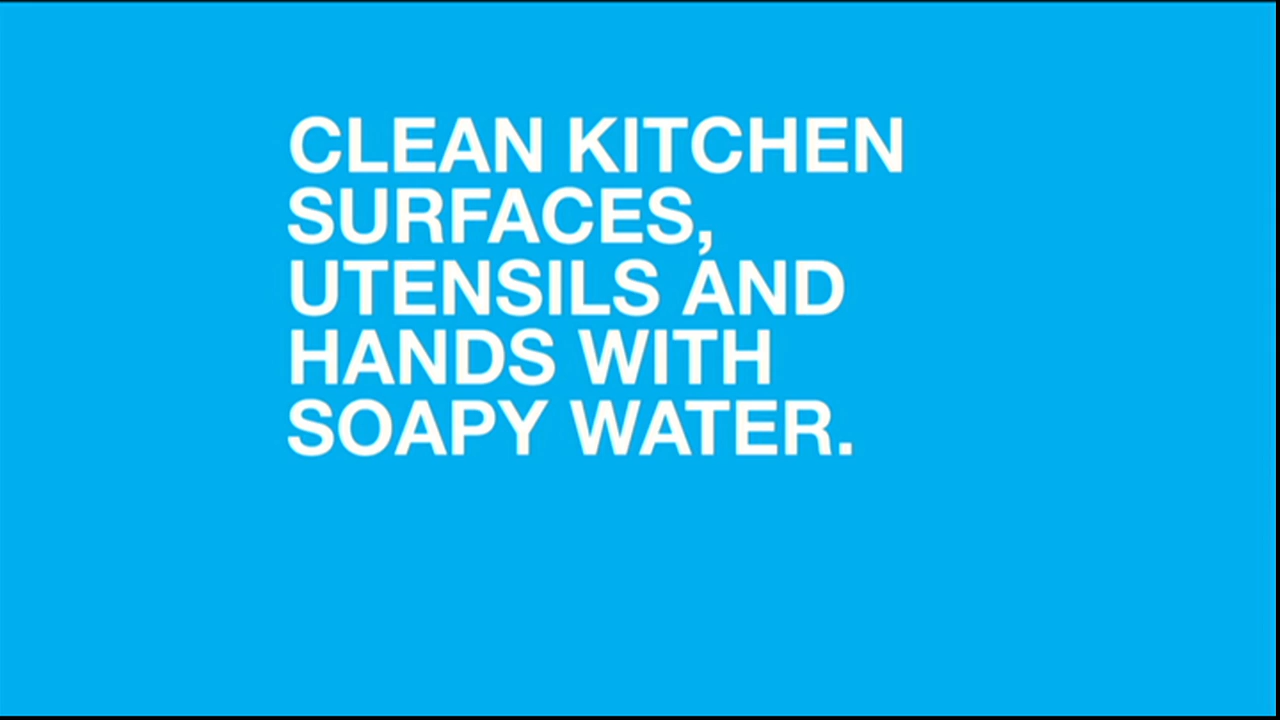 CLEAN KITCHEN
SURFACES,
UTENSILS AND
HANDS WITH
SOAPY WATER.